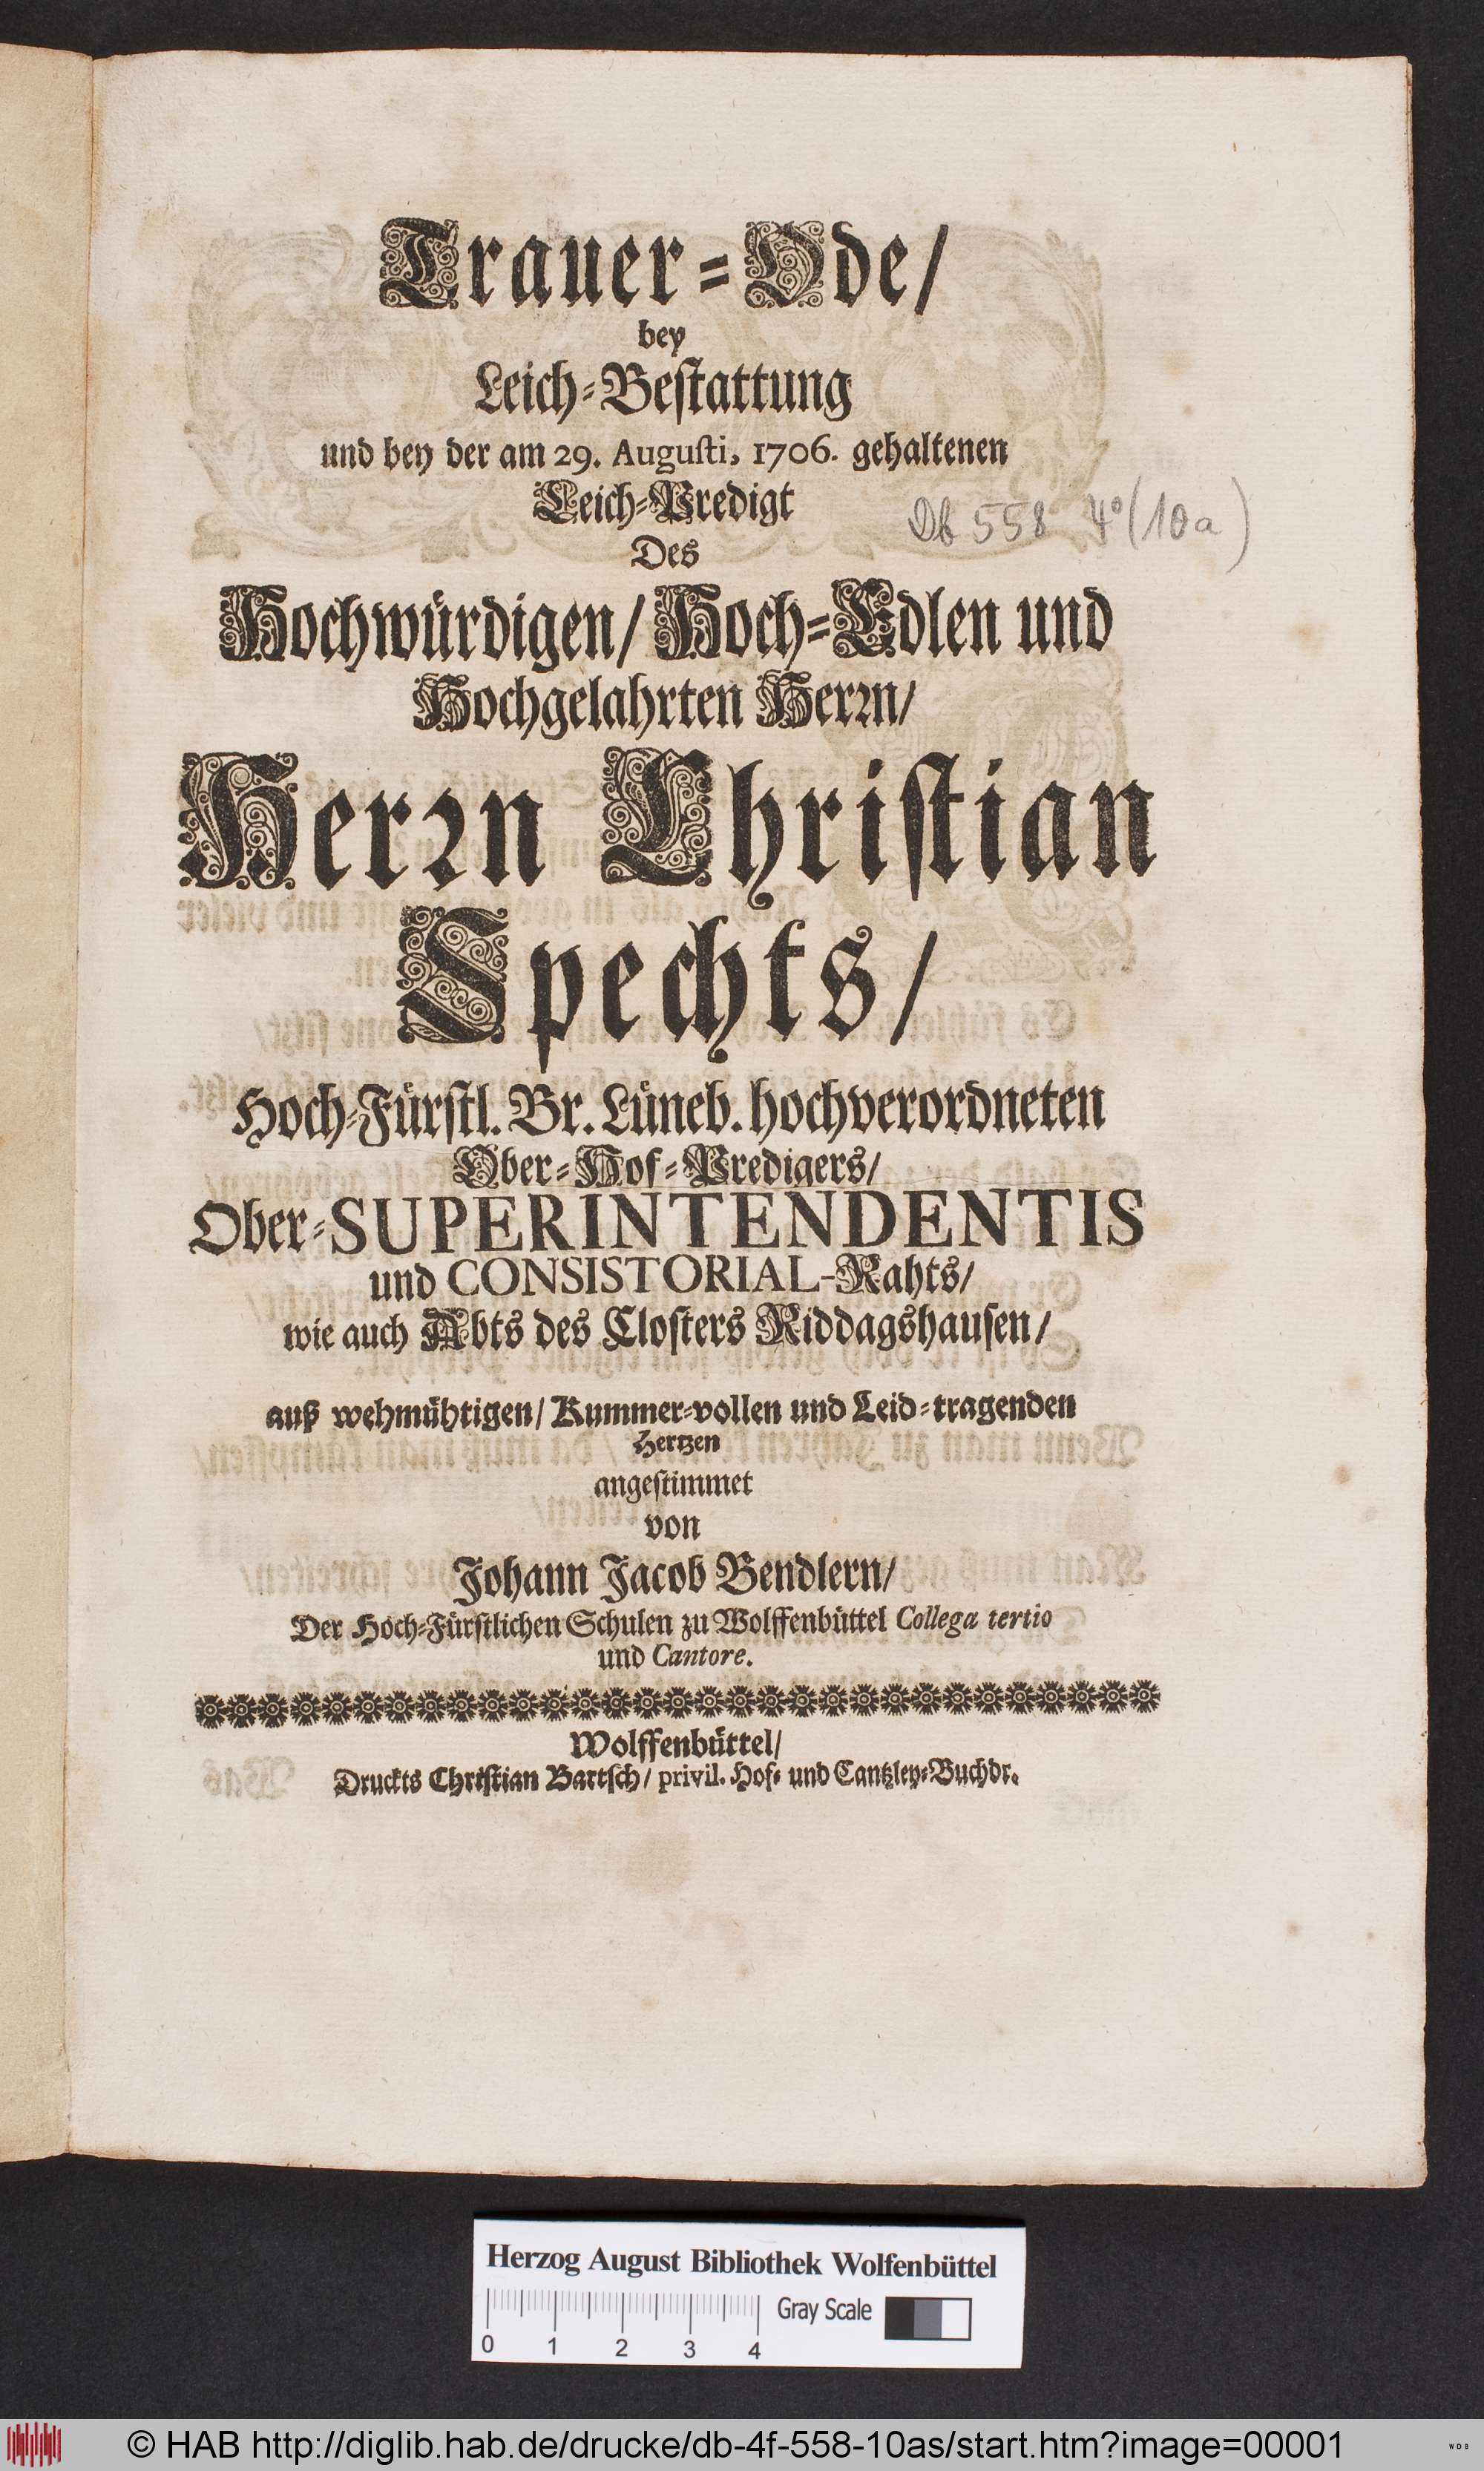 Trauer-Ode/
bey
Leich-Bestattung
und bey der am 29. Augusti, 1706. gehaltenen
Leich-Predigt
Des
Db 558 4°(10a)
Hochwürdigen/ Hoch-Edlen und
Hochgelahrten Herꝛn/
Herꝛn Christian
Spechts/
Hoch-Fürstl. Br. Lüneb. hochverordneten
Ober-Hof-Predigers/
Ober-SUPERINTENDENTIS
und CONSISTORIAL-Rahts/
wie auch Abts des Closters Riddagshausen/
auß wehmühtigen/ Kummer-vollen und Leid-tragenden
Hertzen
angestimmet
von
Johann Jacob Bendlern/
Der Hoch-Fürstlichen Schulen zu Wolffenbüttel Collega tertio
und Cantore.
Wolffenbüttel/
Druckts Christian Bartsch/ privil. Hof- und Cantzley-Buchdr.
Herzog August Bibliothek Wolfenbüttel
Gray Scale
0 1 2 3 4
© HAB http://diglib.hab.de/drucke/db-4f-558-10as/start.htm?image=00001
WDB